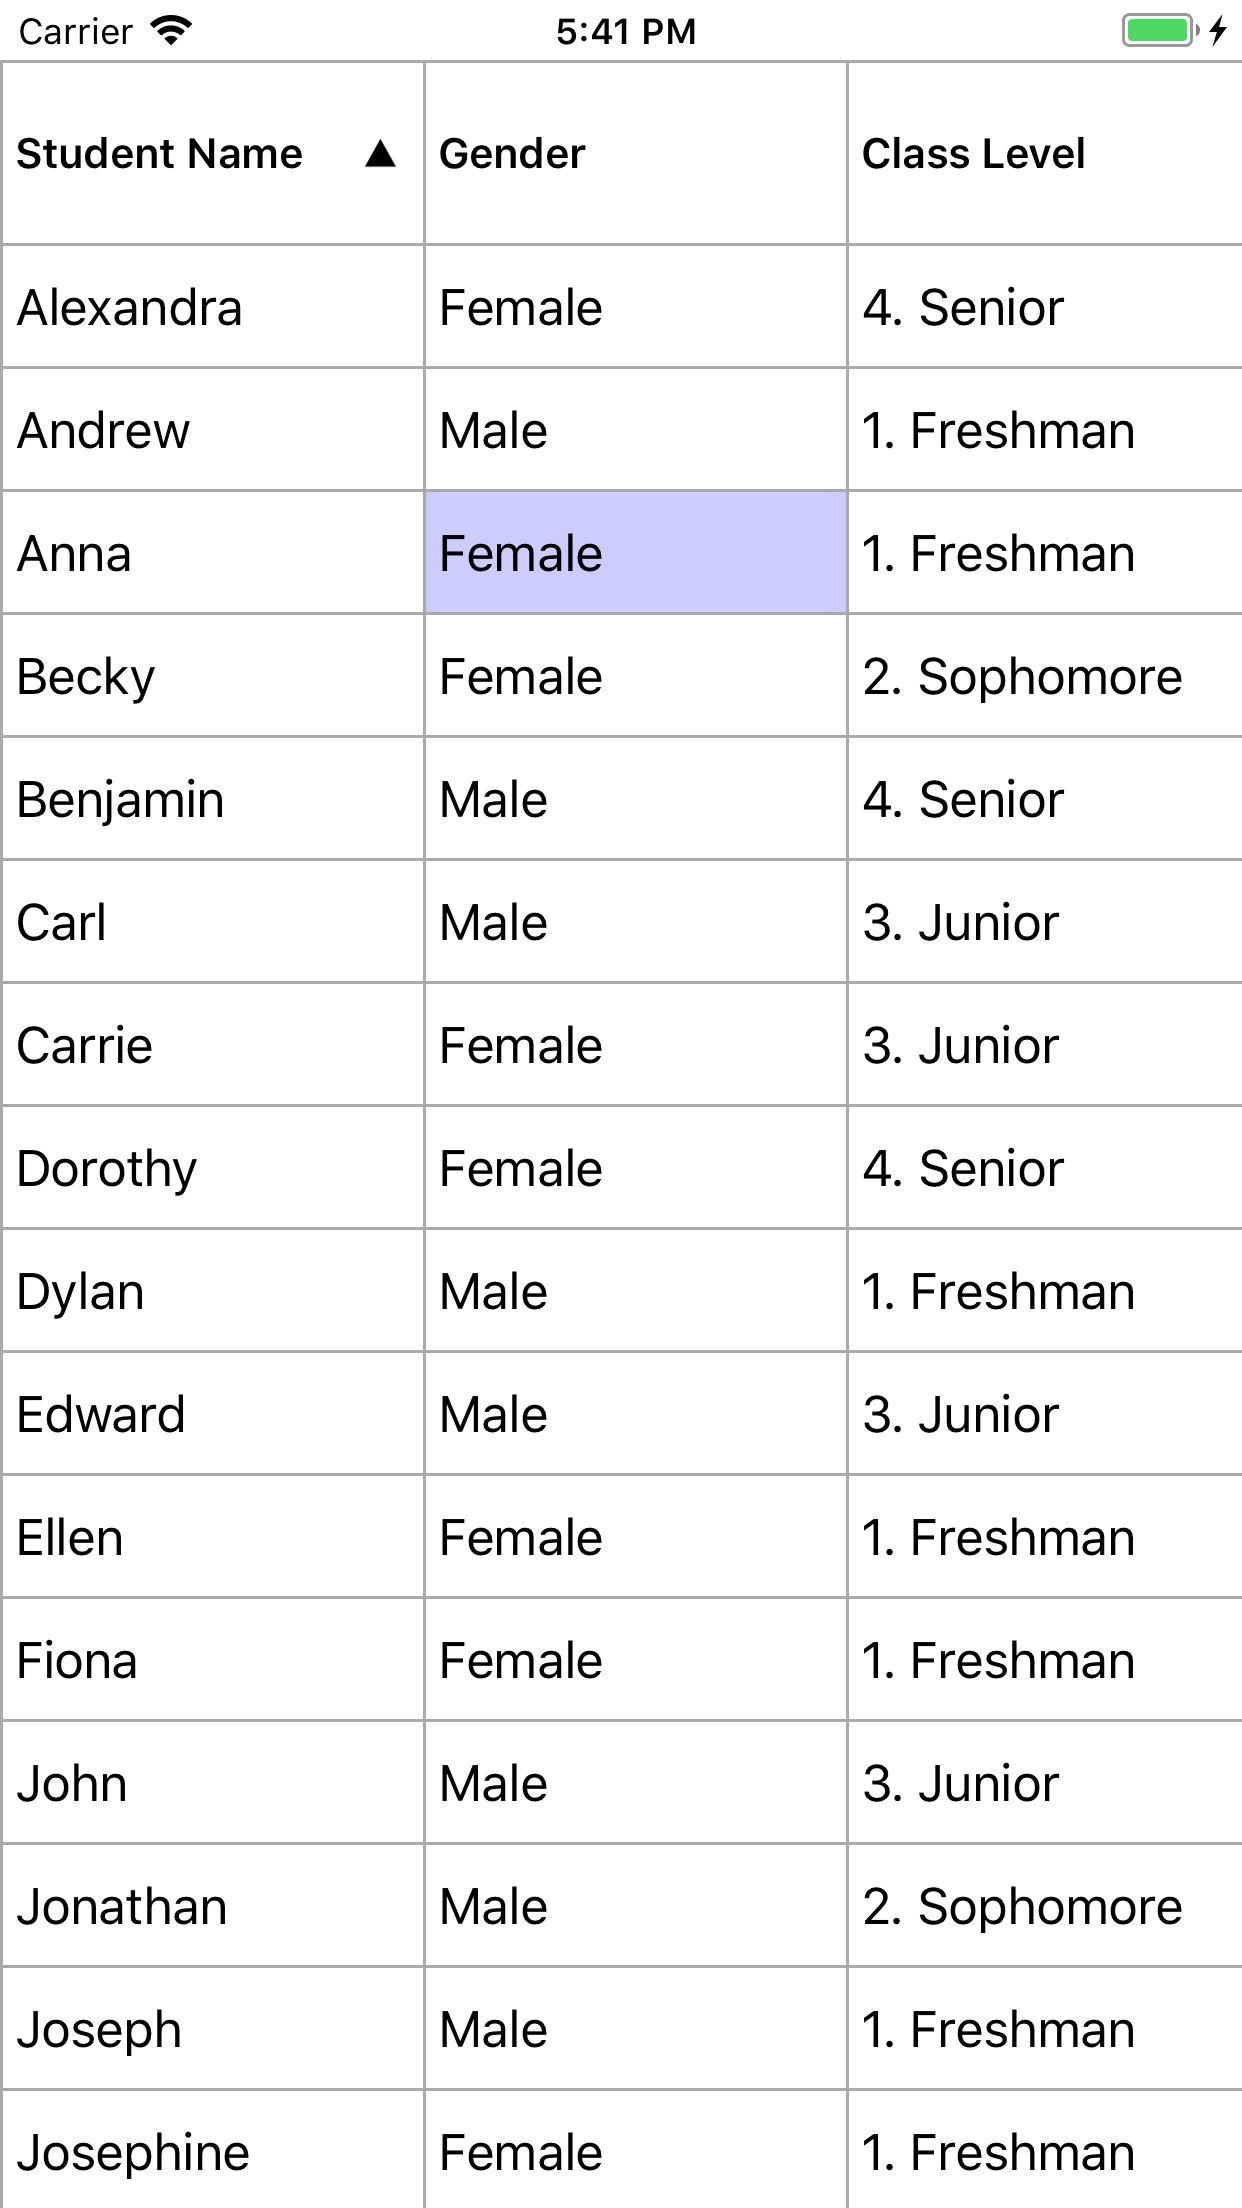 Carrier 5:41 PM
Student Name ▲ Gender Class Level
Alexandra Female 4. Senior
Andrew Male 1. Freshman
Anna Female 1. Freshman
Becky Female 2. Sophomore
Benjamin Male 4. Senior
Carl Male 3. Junior
Carrie Female 3. Junior
Dorothy Female 4. Senior
Dylan Male 1. Freshman
Edward Male 3. Junior
Ellen Female 1. Freshman
Fiona Female 1. Freshman
John Male 3. Junior
Jonathan Male 2. Sophomore
Joseph Male 1. Freshman
Josephine Female 1. Freshman